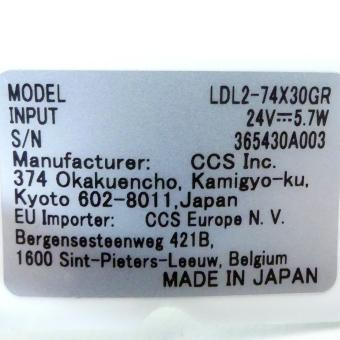 MODEL LDL2-74X30GR
INPUT 24V⎓5.7W
S/N 365430A003
Manufacturer: CCS Inc.
374 Okakuencho, Kamigyo-ku,
Kyoto 602-8011,Japan
EU Importer: CCS Europe N. V.
Bergensesteenweg 421B,
1600 Sint-Pieters-Leeuw, Belgium
MADE IN JAPAN